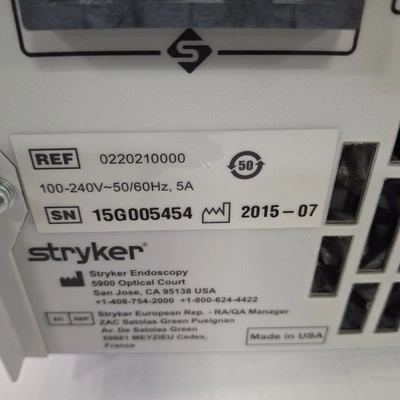 S
REF 0220210000 50
100-240V~50/60Hz, 5A
SN 15G005454 2015-07
stryker®
Stryker Endoscopy
5900 Optical Court
San Jose, CA 95138 USA
+1-408-754-2000 +1-800-624-4422
EC REP Stryker European Rep. - RA/QA Manager
ZAC Satolas Green Pusignan
Av. De Satolas Green
69881 MEYZIEU Cedex,
France
Made in USA